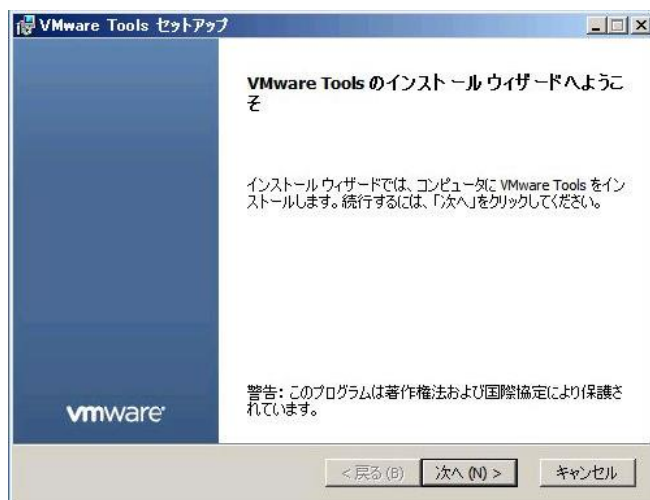 VMware Tools セットアップ
VMware Tools のインストール ウィザードへようこ
そ
インストール ウィザードでは、コンピュータに VMware Tools をイン
ストールします。続行するには、「次へ」をクリックしてください。
警告: このプログラムは著作権法および国際協定により保護さ
れています。
vmware
< 戻る (B)
次へ (N) >
キャンセル